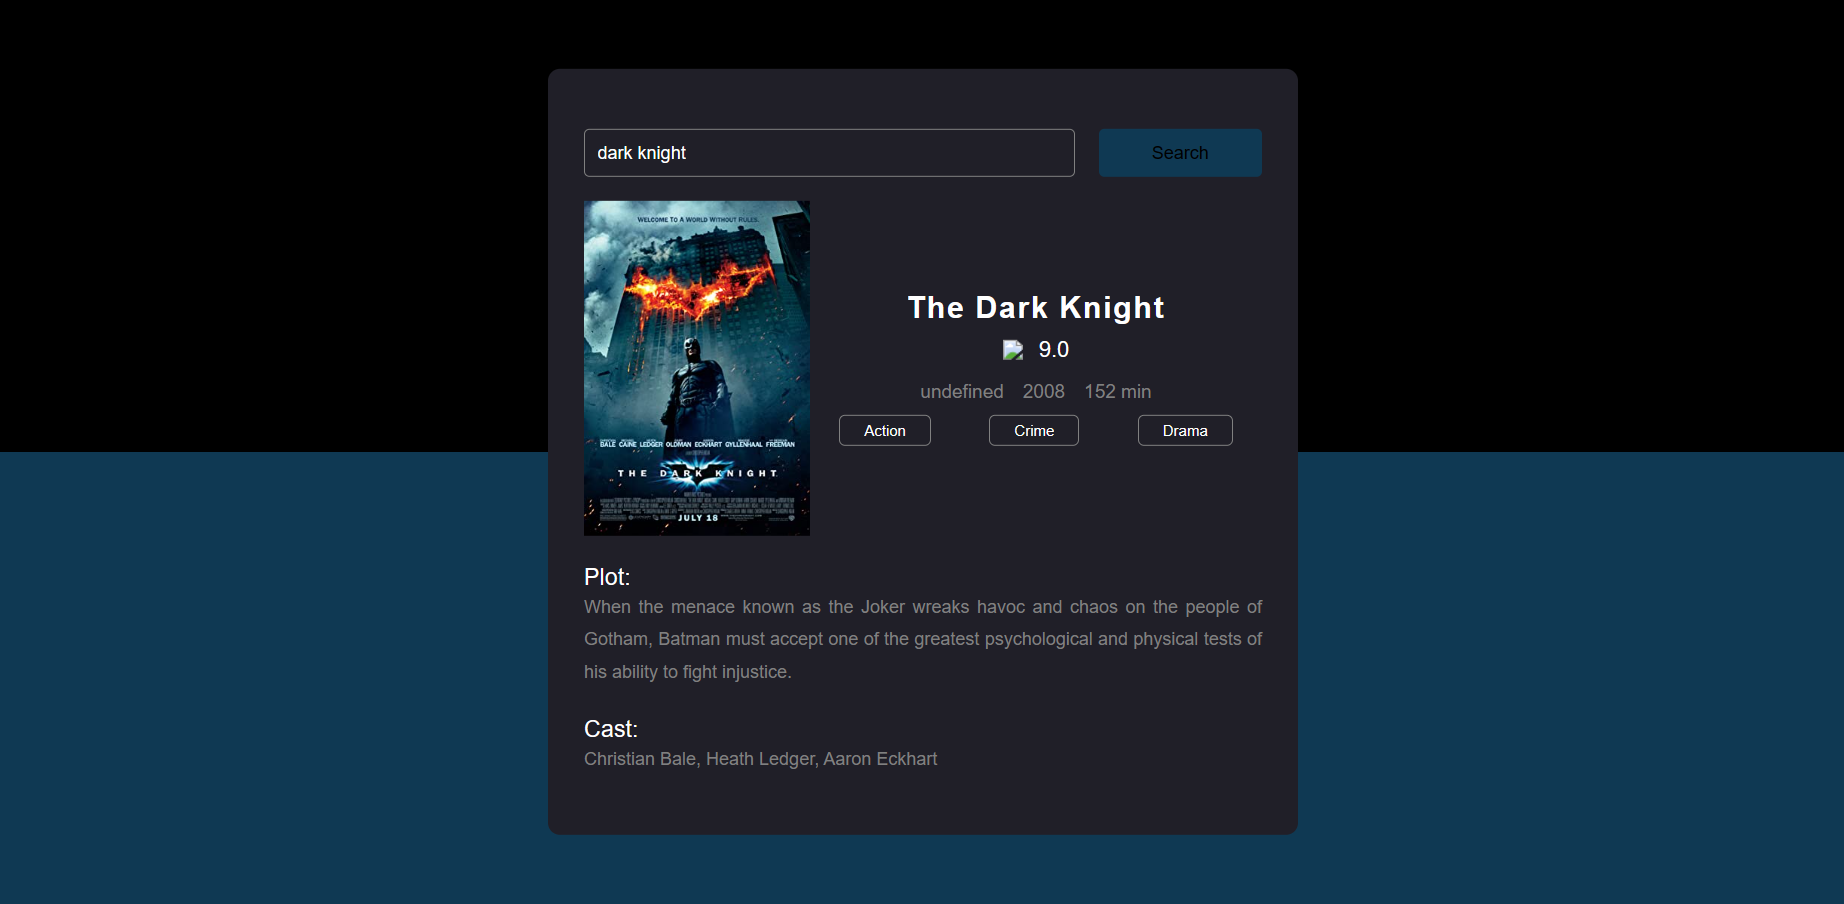 dark knight
Search
WELCOME TO A WORLD WITHOUT RULES.
BALE CAINE LEDGER OLDMAN ECKHART GYLLENHAAL FREEMAN
THE DARK KNIGHT
JULY 18
The Dark Knight
9.0
undefined 2008 152 min
Action Crime Drama
Plot:
When the menace known as the Joker wreaks havoc and chaos on the people of
Gotham, Batman must accept one of the greatest psychological and physical tests of
his ability to fight injustice.
Cast:
Christian Bale, Heath Ledger, Aaron Eckhart